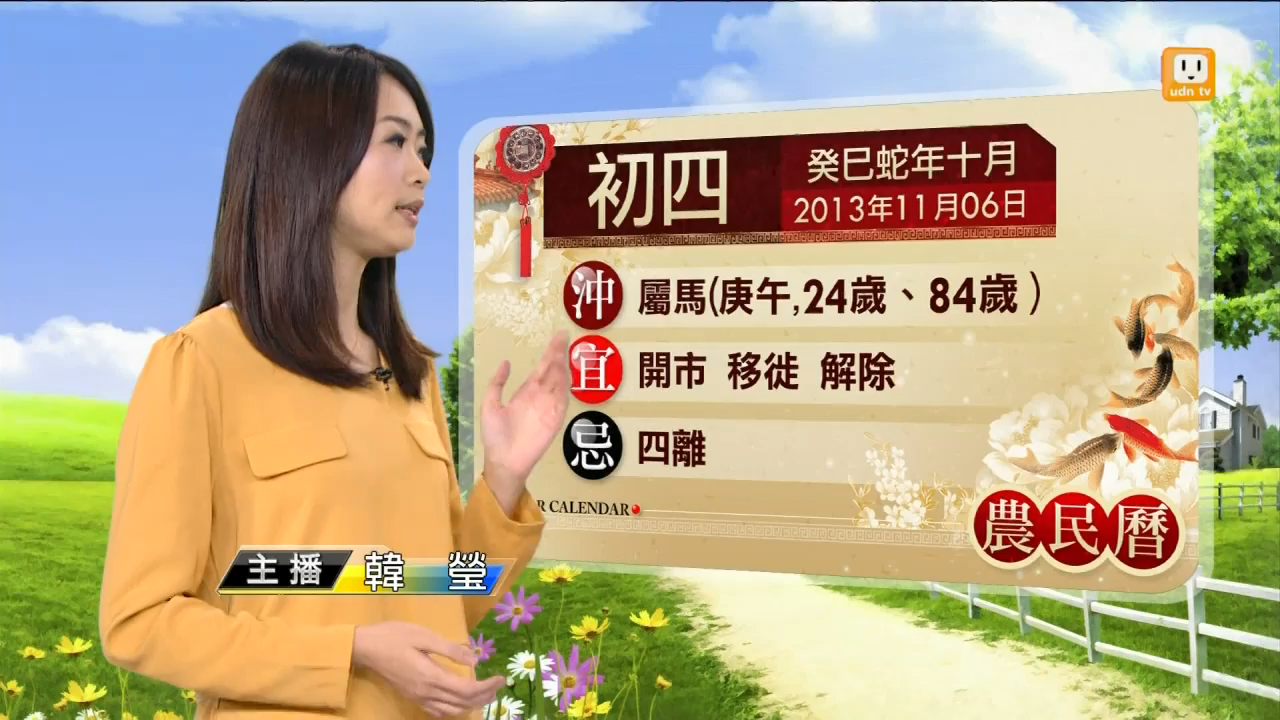 udn tv
初四
癸巳蛇年十月
2013年11月06日
沖 屬馬(庚午,24歲、84歲)
宜 開市 移徙 解除
忌 四離
R CALENDAR
農民曆
主播 韓 瑩